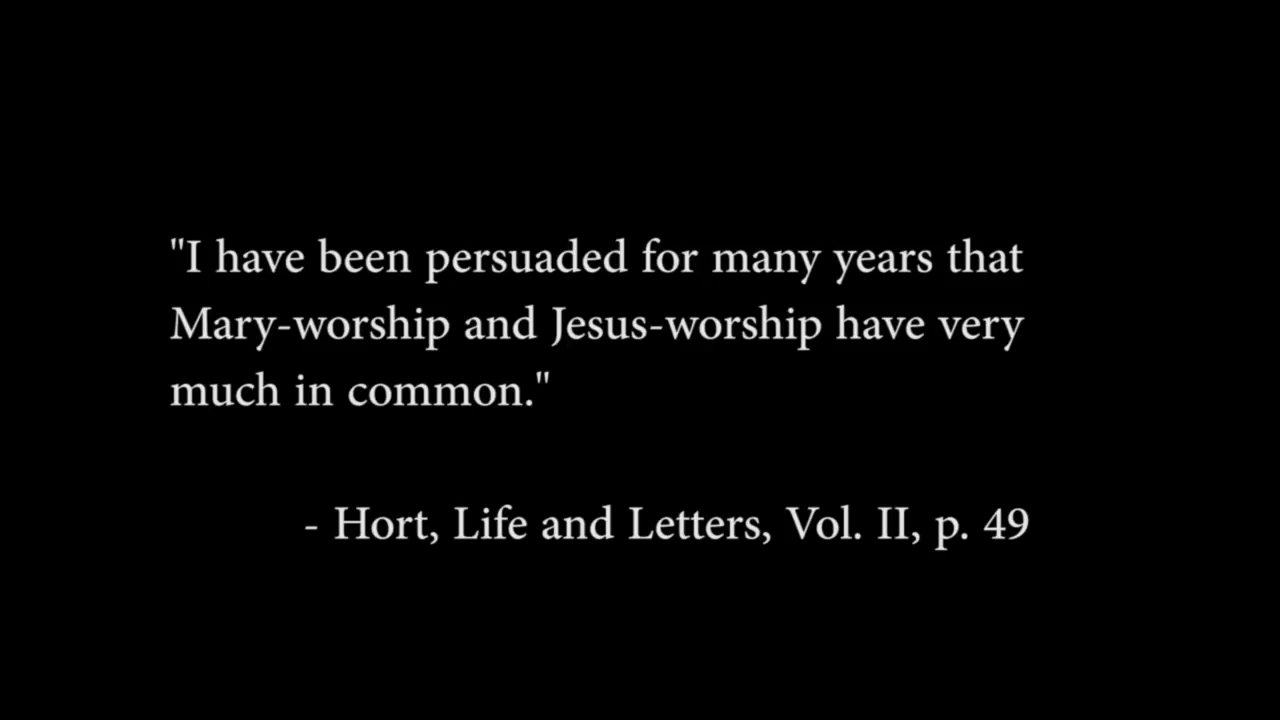 "I have been persuaded for many years that
Mary-worship and Jesus-worship have very
much in common."
- Hort, Life and Letters, Vol. II, p. 49